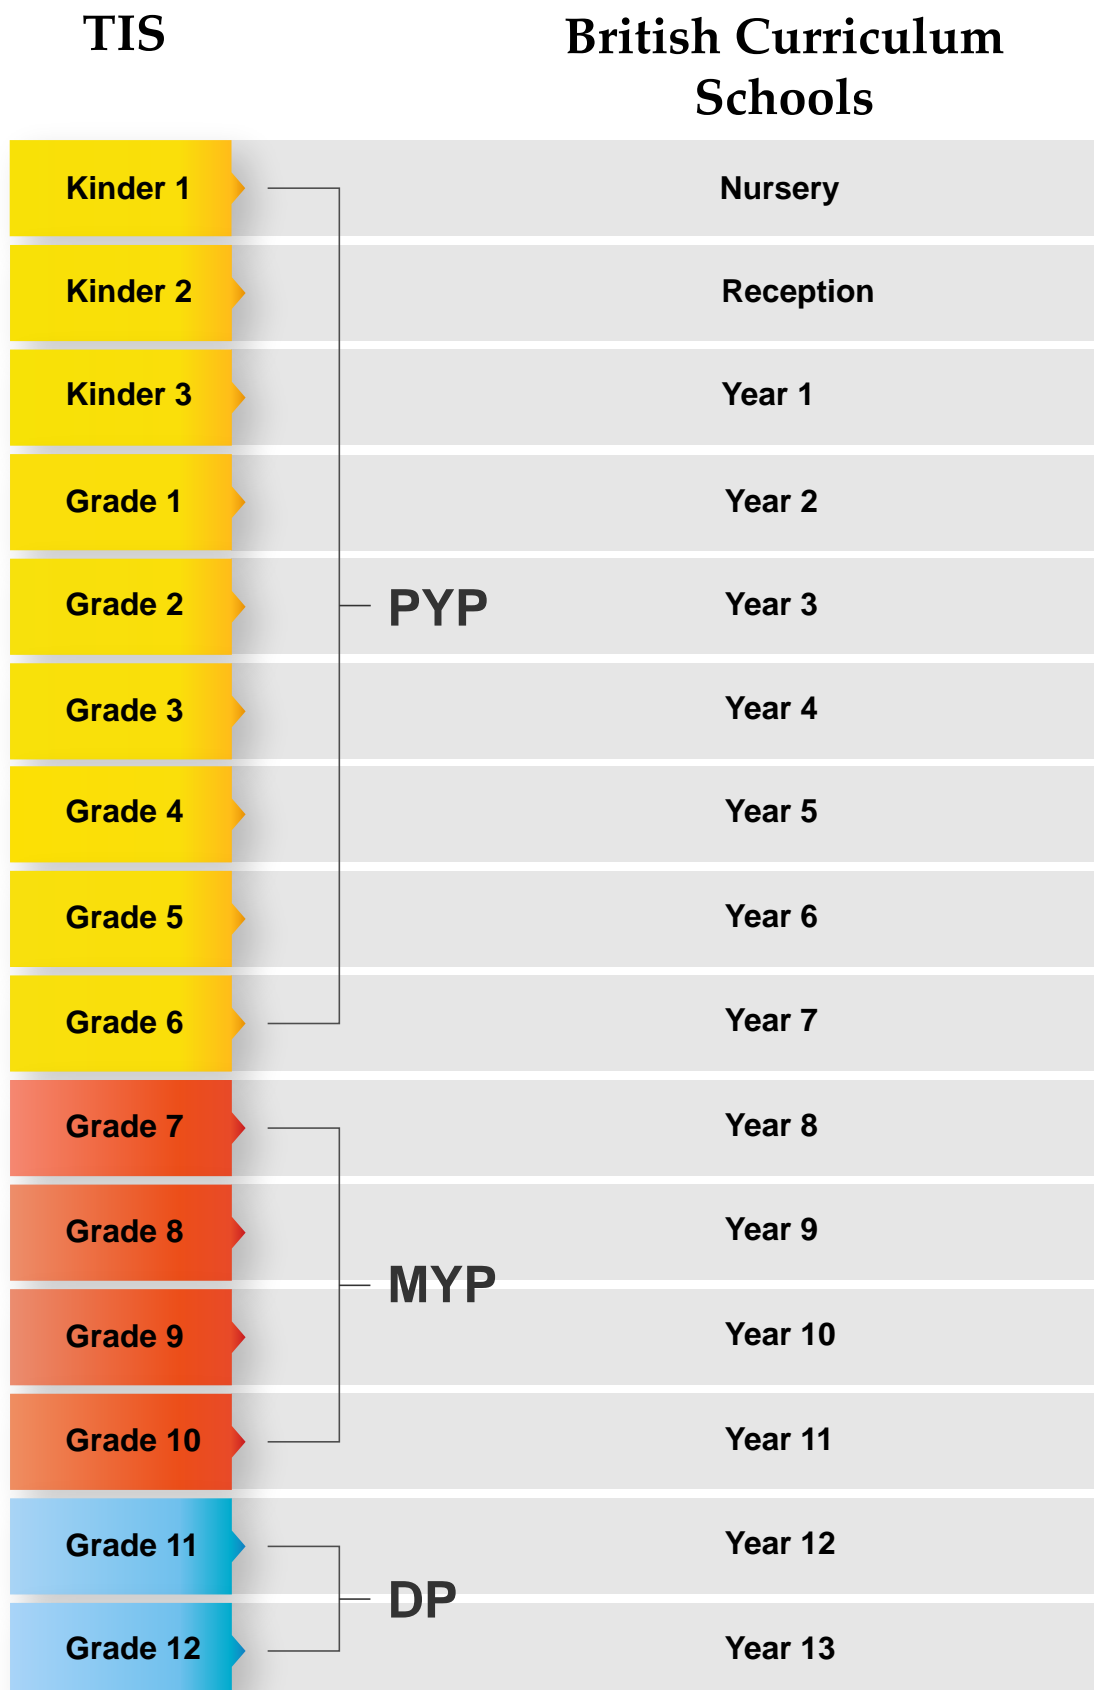 TIS
British Curriculum
Schools
Kinder 1
Nursery
Kinder 2
Reception
Kinder 3
Year 1
Grade 1
Year 2
Grade 2
PYP
Year 3
Grade 3
Year 4
Grade 4
Year 5
Grade 5
Year 6
Grade 6
Year 7
Grade 7
Year 8
Grade 8
Year 9
MYP
Grade 9
Year 10
Grade 10
Year 11
Grade 11
Year 12
DP
Grade 12
Year 13